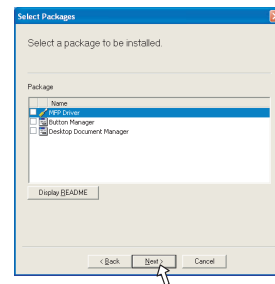 Select Packages
Select a package to be installed.
Package
Name
MFP Driver
Button Manager
Desktop Document Manager
Display README
< Back Next > Cancel